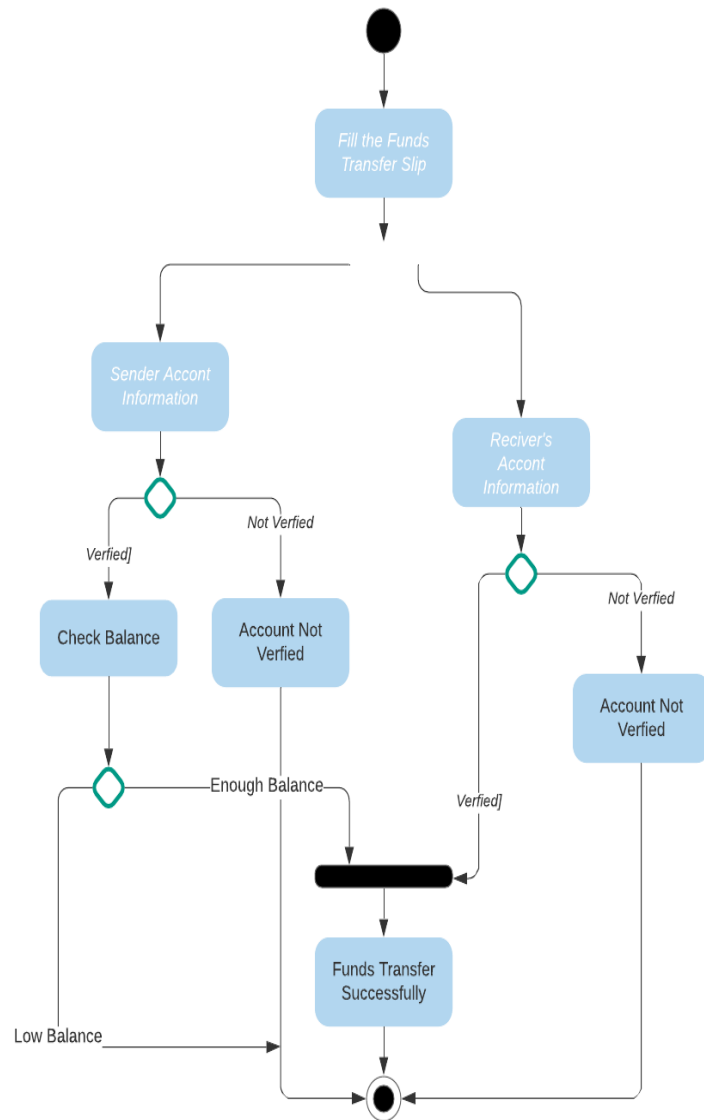 Fill the Funds
Transfer Slip
Sender Accont
Information
Reciver's
Accont
Information
Not Verfied
Verfied]
Not Verfied
Check Balance
Account Not
Verfied
Account Not
Verfied
Enough Balance
Verfied]
Funds Transfer
Successfully
Low Balance